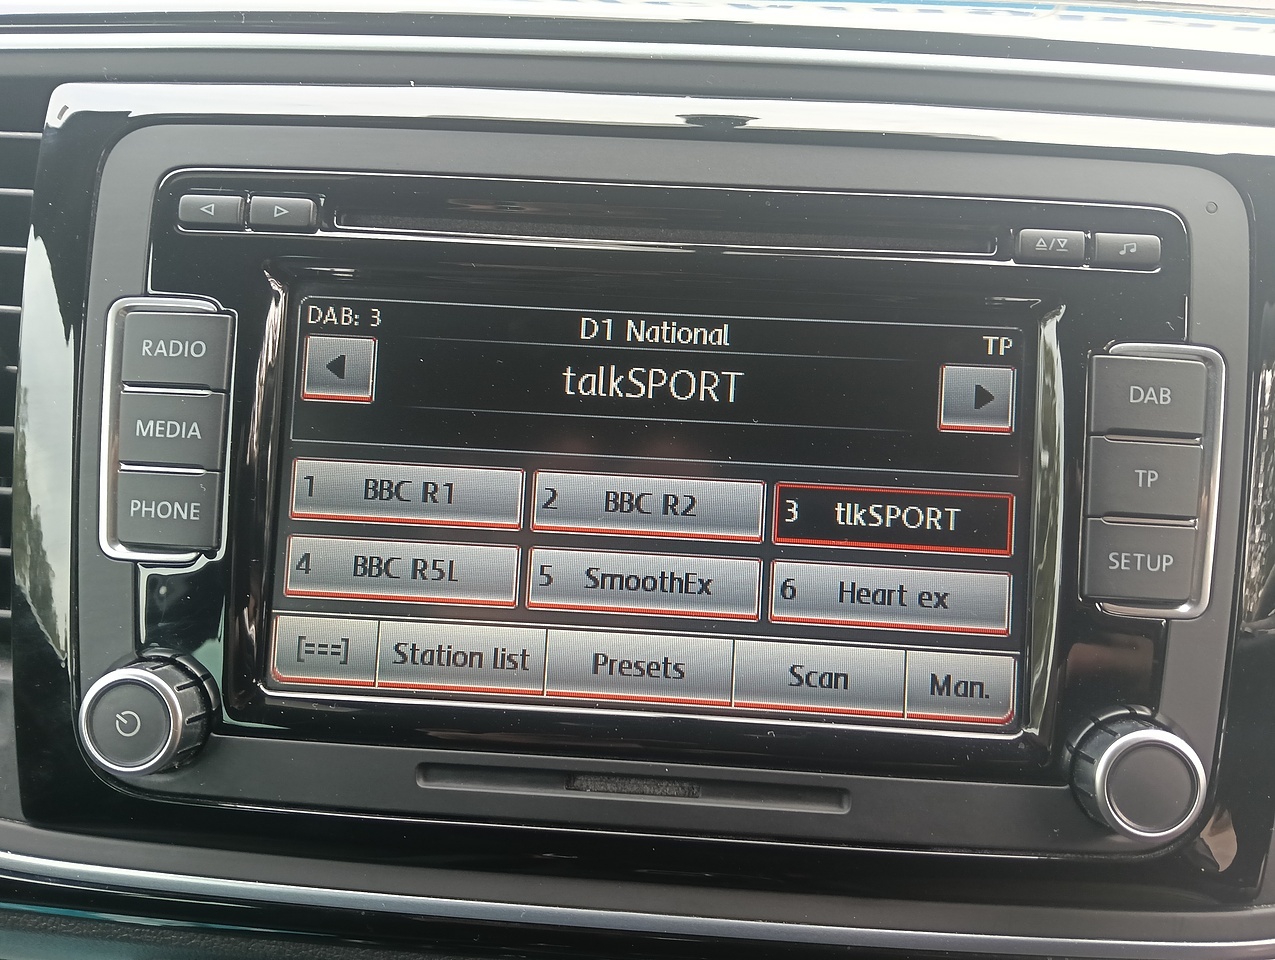 DAB: 3
D1 National
TP
talkSPORT
1 BBC R1
2 BBC R2
3 tlkSPORT
4 BBC R5L
5 SmoothEx
6 Heart ex
[===]
Station list
Presets
Scan
Man.
RADIO
MEDIA
PHONE
DAB
TP
SETUP